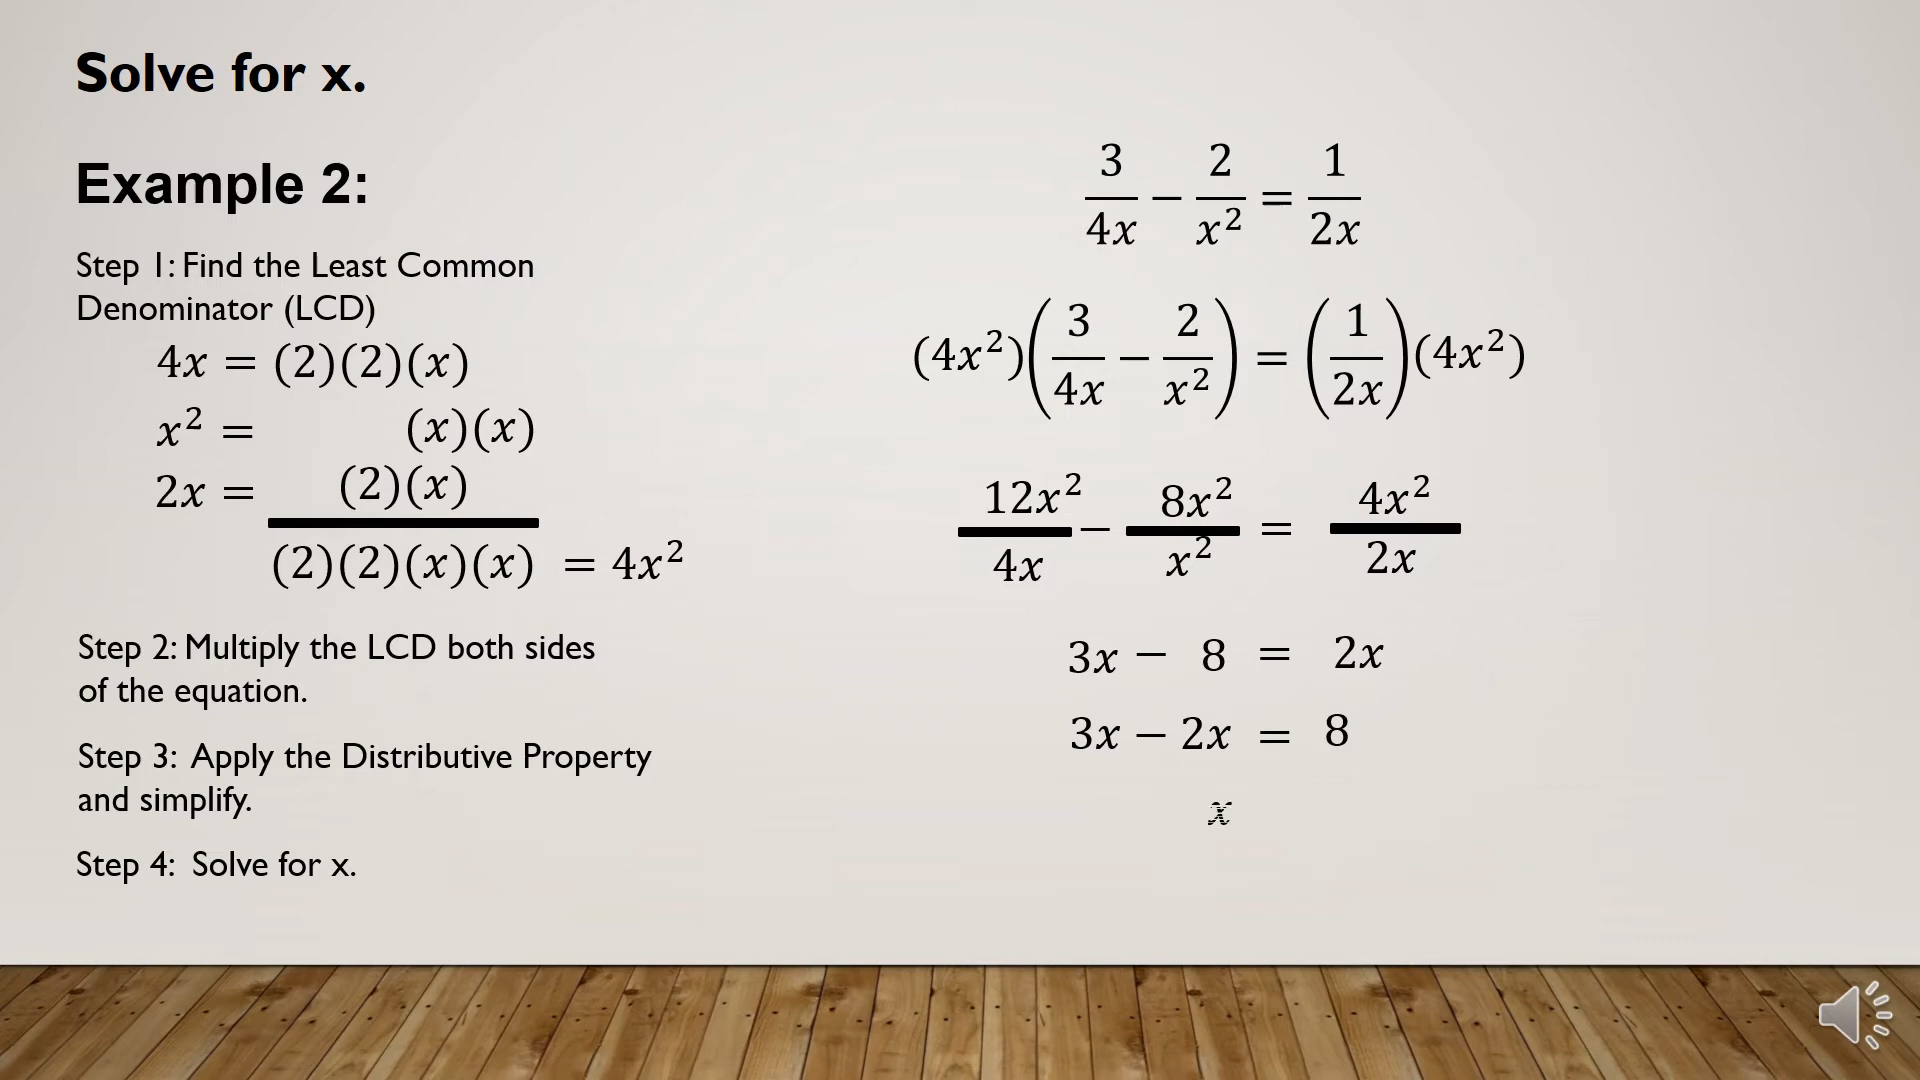 Solve for x.
Example 2:
Step 1: Find the Least Common
Denominator (LCD)
4x = (2)(2)(x)
x² = (x)(x)
2x = (2)(x)
(2)(2)(x)(x) = 4x²
Step 2: Multiply the LCD both sides
of the equation.
Step 3: Apply the Distributive Property
and simplify.
Step 4: Solve for x.
3/4x − 2/x² = 1/2x
(4x²)(3/4x − 2/x²) = (1/2x)(4x²)
12x²/4x − 8x²/x² = 4x²/2x
3x − 8 = 2x
3x − 2x = 8
x